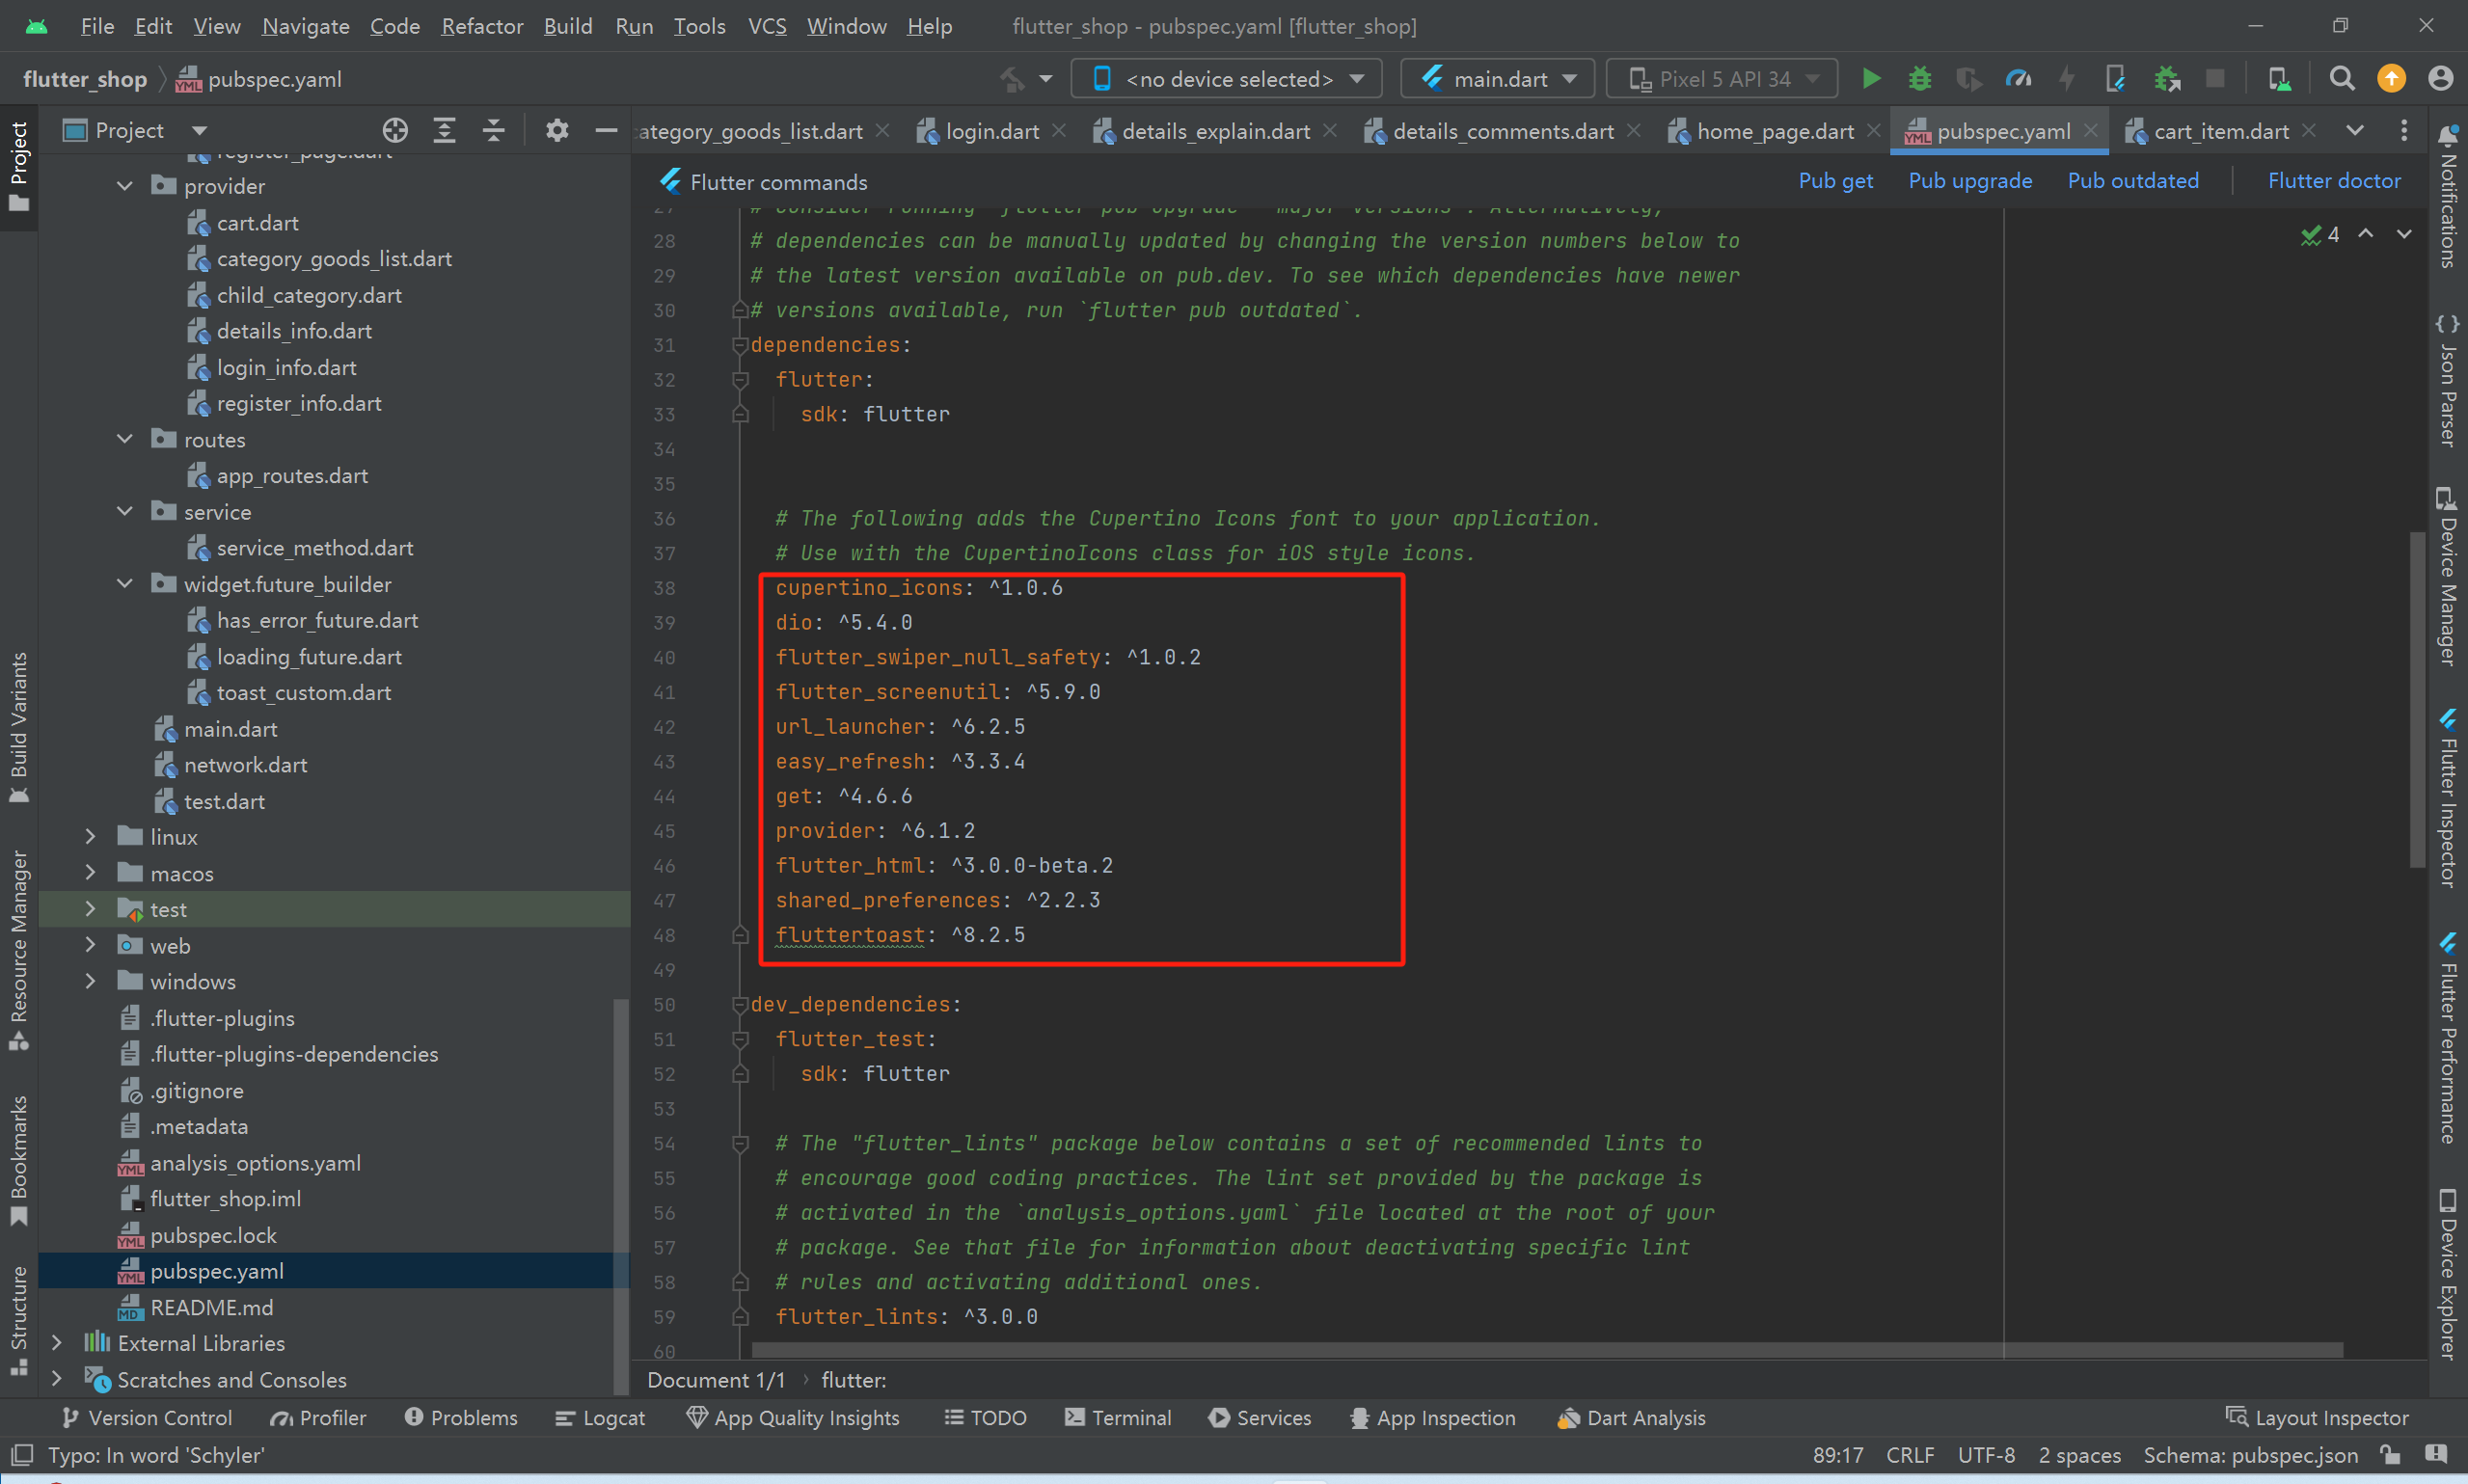 File Edit View Navigate Code Refactor Build Run Tools VCS Window Help flutter_shop - pubspec.yaml [flutter_shop]
flutter_shop pubspec.yaml <no device selected> main.dart Pixel 5 API 34
Project ategory_goods_list.dart login.dart details_explain.dart details_comments.dart home_page.dart pubspec.yaml cart_item.dart
Flutter commands Pub get Pub upgrade Pub outdated Flutter doctor
Project
Build Variants
Resource Manager
Bookmarks
Structure
register_page.dart
provider
cart.dart
category_goods_list.dart
child_category.dart
details_info.dart
login_info.dart
register_info.dart
routes
app_routes.dart
service
service_method.dart
widget.future_builder
has_error_future.dart
loading_future.dart
toast_custom.dart
main.dart
network.dart
test.dart
linux
macos
test
web
windows
.flutter-plugins
.flutter-plugins-dependencies
.gitignore
.metadata
analysis_options.yaml
flutter_shop.iml
pubspec.lock
pubspec.yaml
README.md
External Libraries
Scratches and Consoles
27 # consider running `flutter pub upgrade --major-versions`. Alternatively,
28 # dependencies can be manually updated by changing the version numbers below to
29 # the latest version available on pub.dev. To see which dependencies have newer
30 # versions available, run `flutter pub outdated`.
31 dependencies:
32 flutter:
33 sdk: flutter
34
35
36 # The following adds the Cupertino Icons font to your application.
37 # Use with the CupertinoIcons class for iOS style icons.
38 cupertino_icons: ^1.0.6
39 dio: ^5.4.0
40 flutter_swiper_null_safety: ^1.0.2
41 flutter_screenutil: ^5.9.0
42 url_launcher: ^6.2.5
43 easy_refresh: ^3.3.4
44 get: ^4.6.6
45 provider: ^6.1.2
46 flutter_html: ^3.0.0-beta.2
47 shared_preferences: ^2.2.3
48 fluttertoast: ^8.2.5
49
50 dev_dependencies:
51 flutter_test:
52 sdk: flutter
53
54 # The "flutter_lints" package below contains a set of recommended lints to
55 # encourage good coding practices. The lint set provided by the package is
56 # activated in the `analysis_options.yaml` file located at the root of your
57 # package. See that file for information about deactivating specific lint
58 # rules and activating additional ones.
59 flutter_lints: ^3.0.0
60
4
Notifications
Json Parser
Device Manager
Flutter Inspector
Flutter Performance
Device Explorer
Document 1/1 flutter:
Version Control Profiler Problems Logcat App Quality Insights TODO Terminal Services App Inspection Dart Analysis Layout Inspector
Typo: In word 'Schyler' 89:17 CRLF UTF-8 2 spaces Schema: pubspec.json